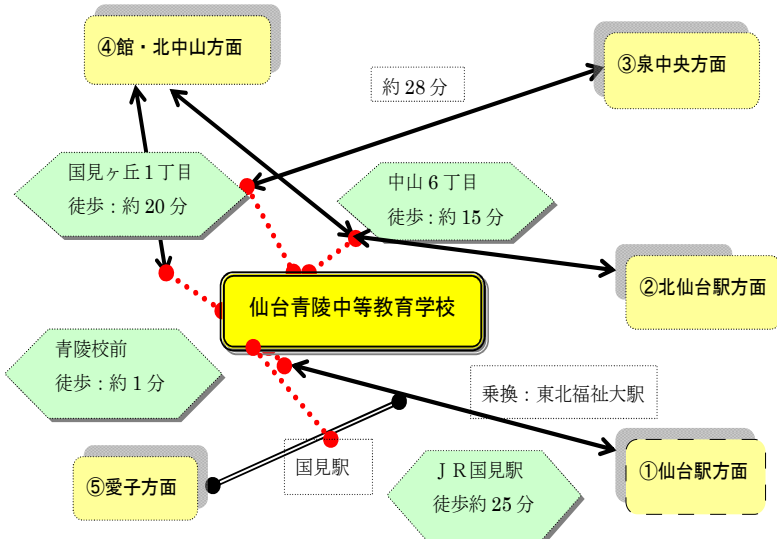 ④館・北中山方面
③泉中央方面
約 28 分
国見ヶ丘１丁目
徒歩：約 20 分
中山 6 丁目
徒歩：約 15 分
②北仙台駅方面
仙台青陵中等教育学校
青陵校前
徒歩：約 1 分
乗換：東北福祉大駅
国見駅
⑤愛子方面
ＪＲ国見駅
徒歩約 25 分
①仙台駅方面